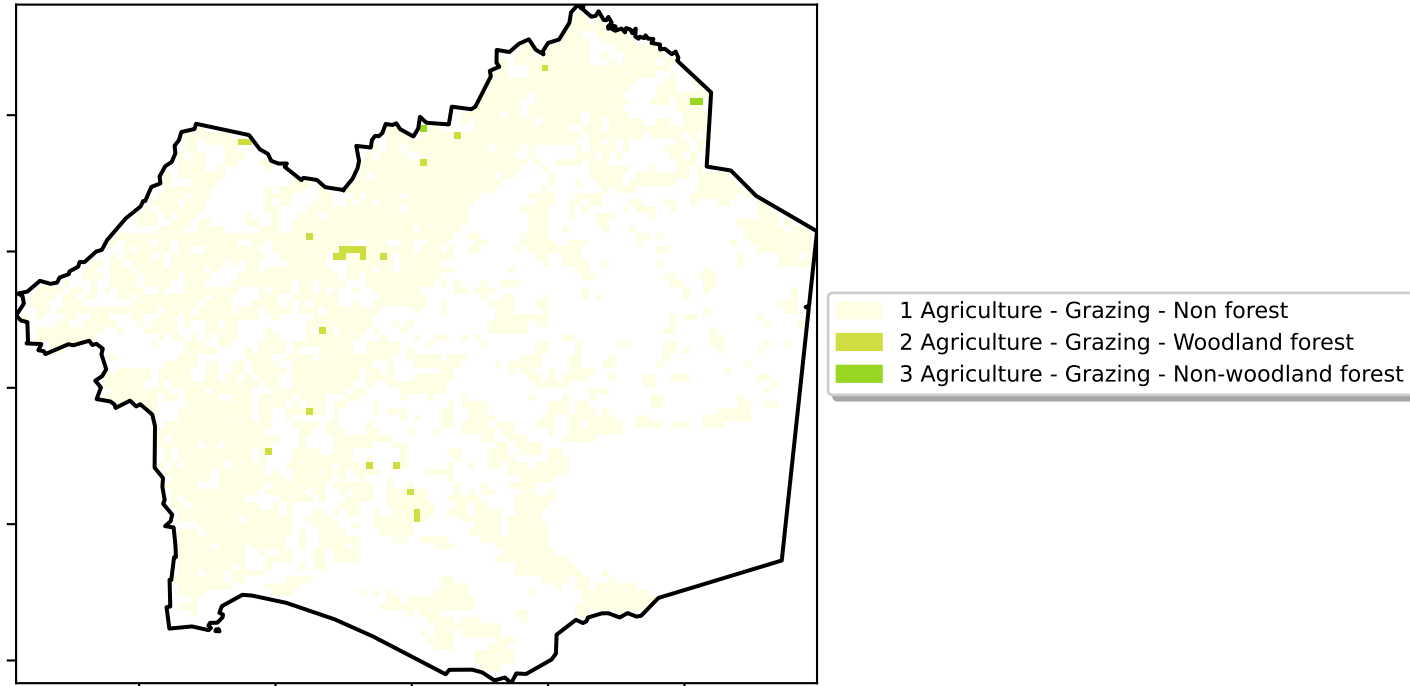 1 Agriculture - Grazing - Non forest
2 Agriculture - Grazing - Woodland forest
3 Agriculture - Grazing - Non-woodland forest